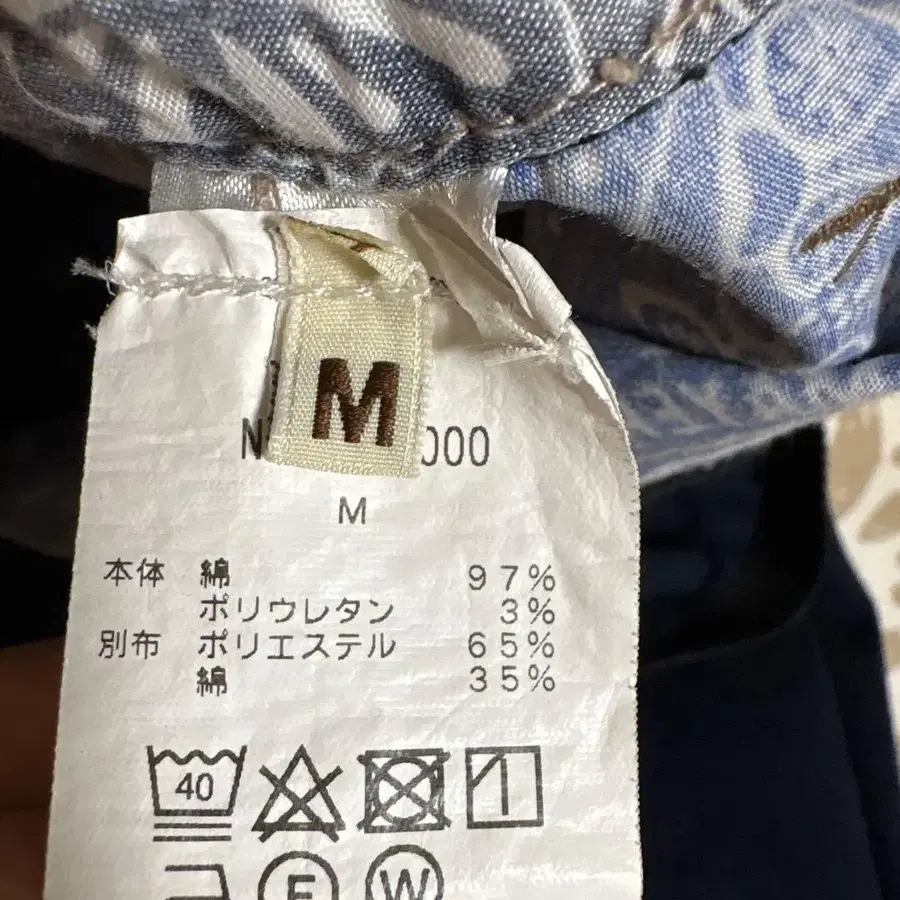 M
N 000
M
本体 綿 97%
ポリウレタン 3%
別布 ポリエステル 65%
綿 35%
40
F W